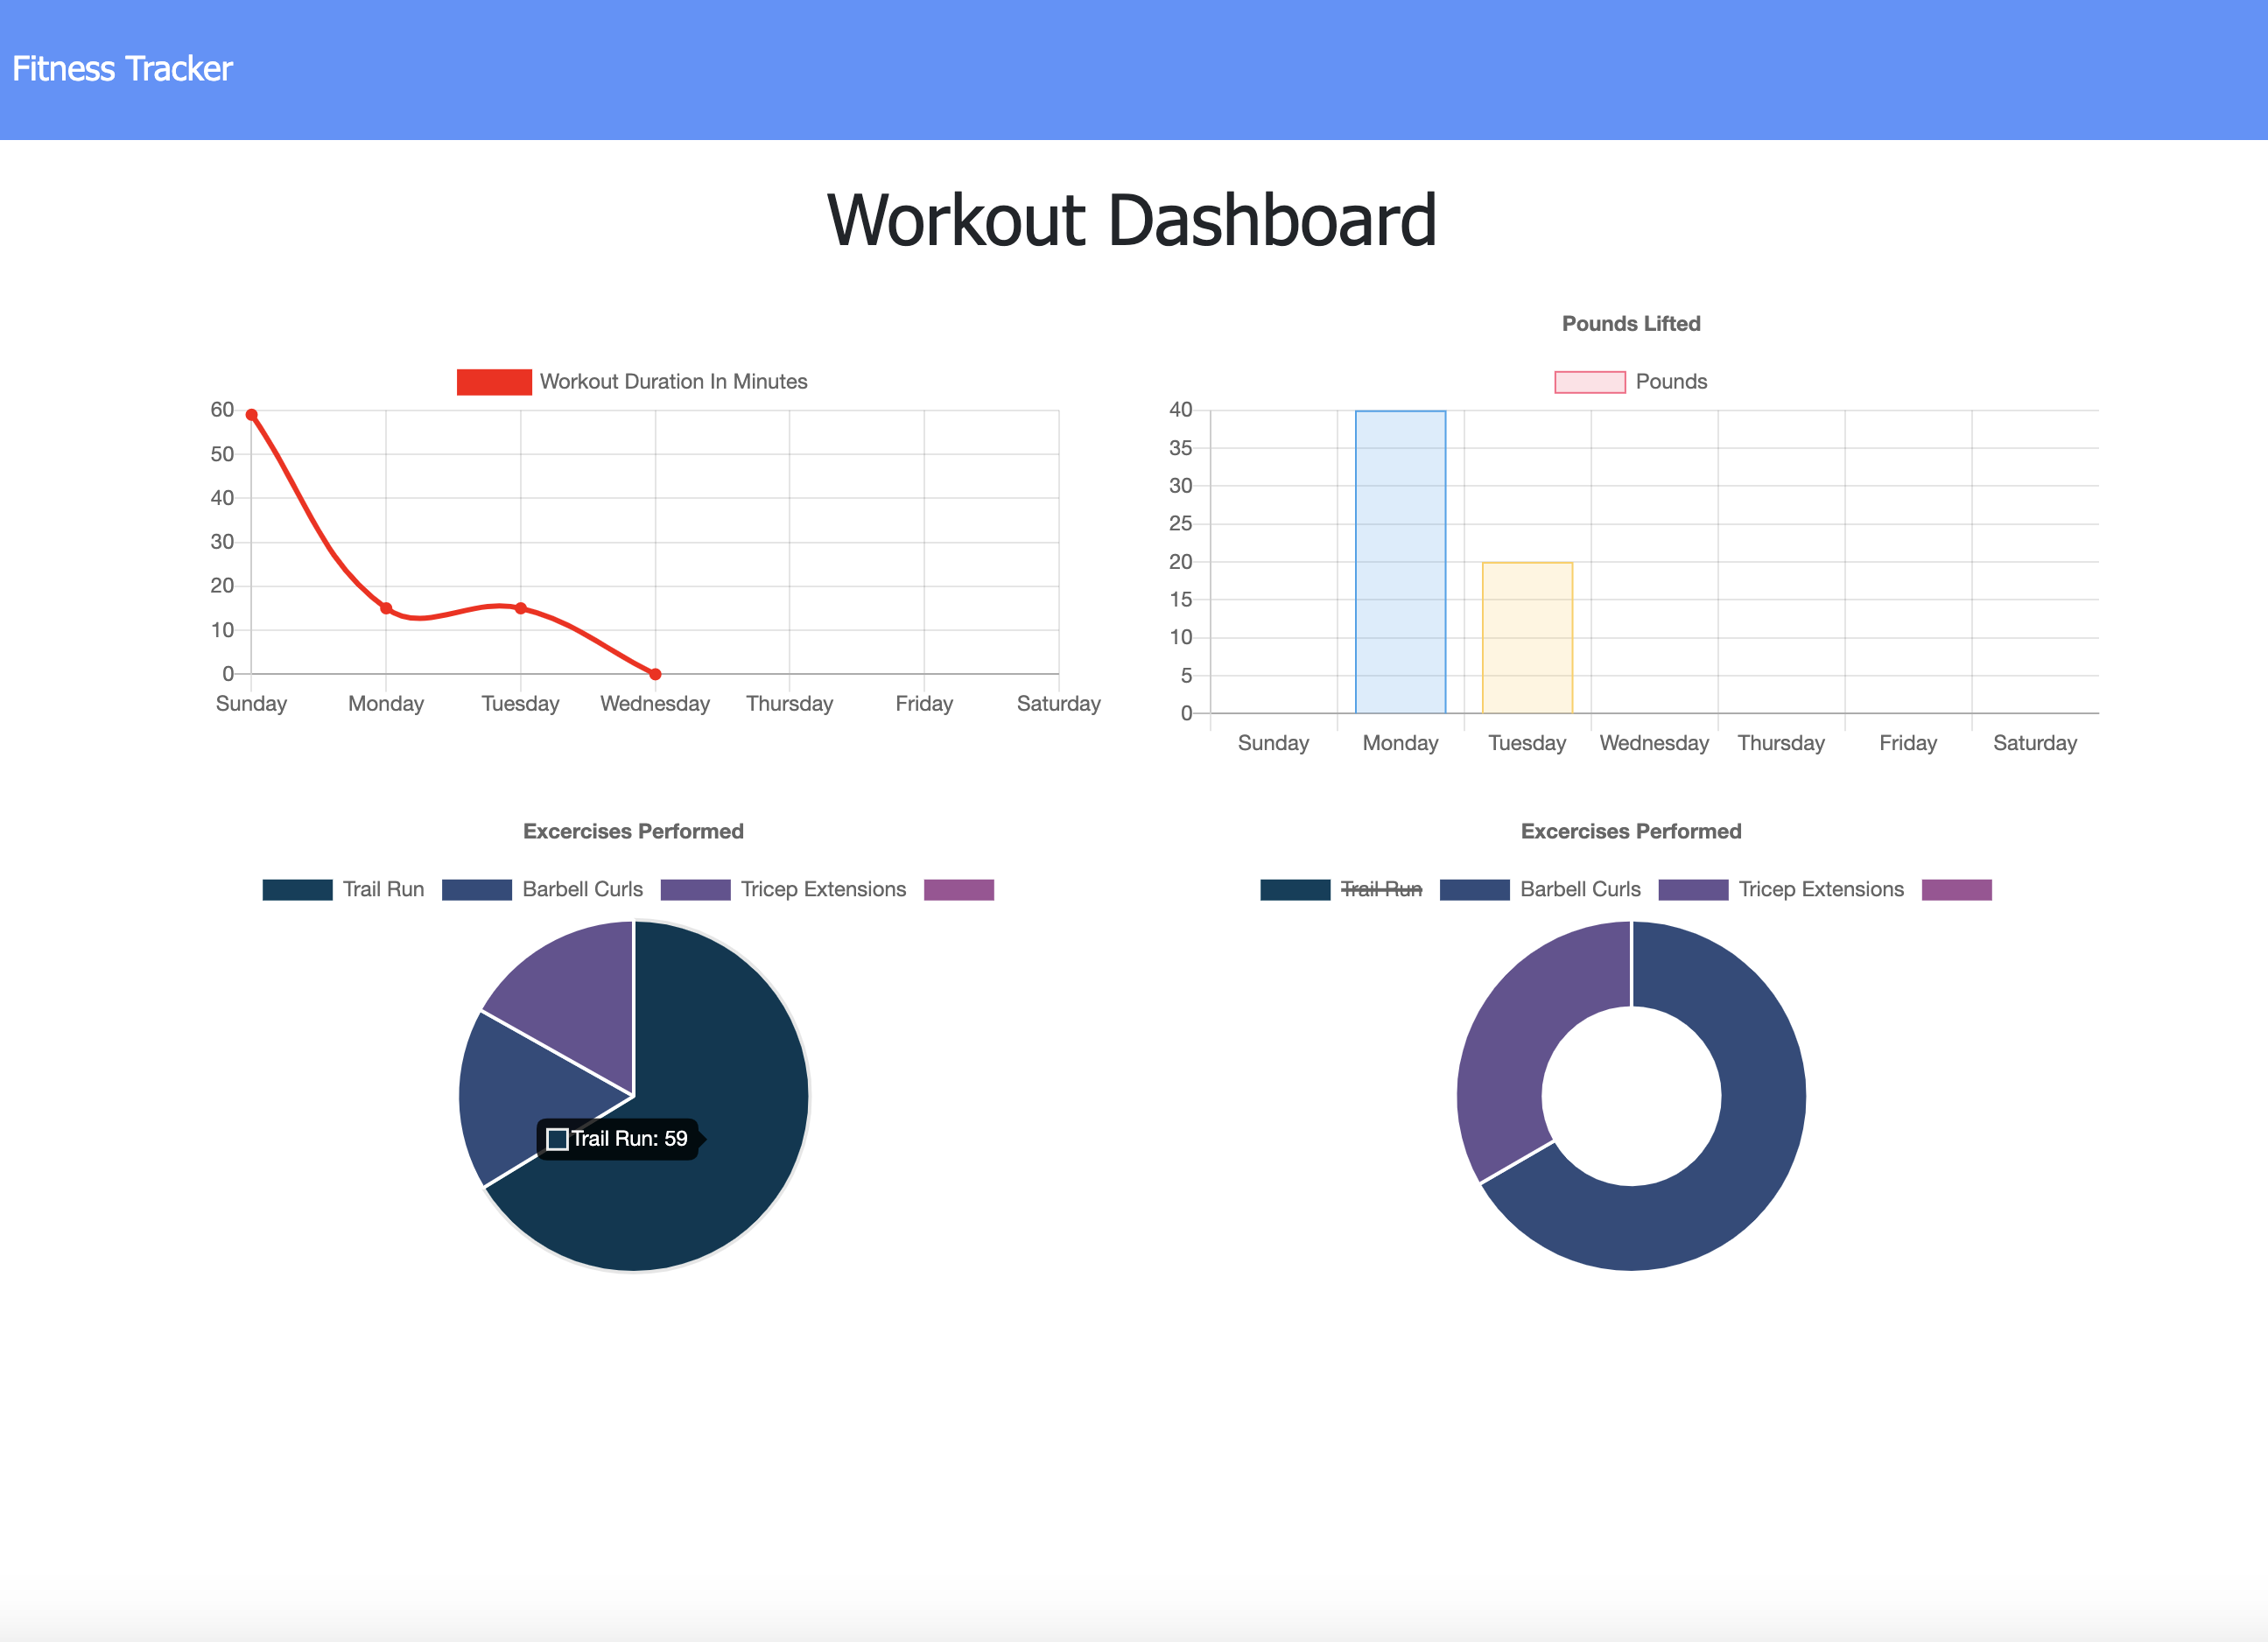 Fitness Tracker
Workout Dashboard
Workout Duration In Minutes
60
50
40
30
20
10
0
Sunday Monday Tuesday Wednesday Thursday Friday Saturday
Pounds Lifted
Pounds
40
35
30
25
20
15
10
5
0
Sunday Monday Tuesday Wednesday Thursday Friday Saturday
Excercises Performed
Trail Run Barbell Curls Tricep Extensions
Trail Run: 59
Excercises Performed
Trail Run Barbell Curls Tricep Extensions